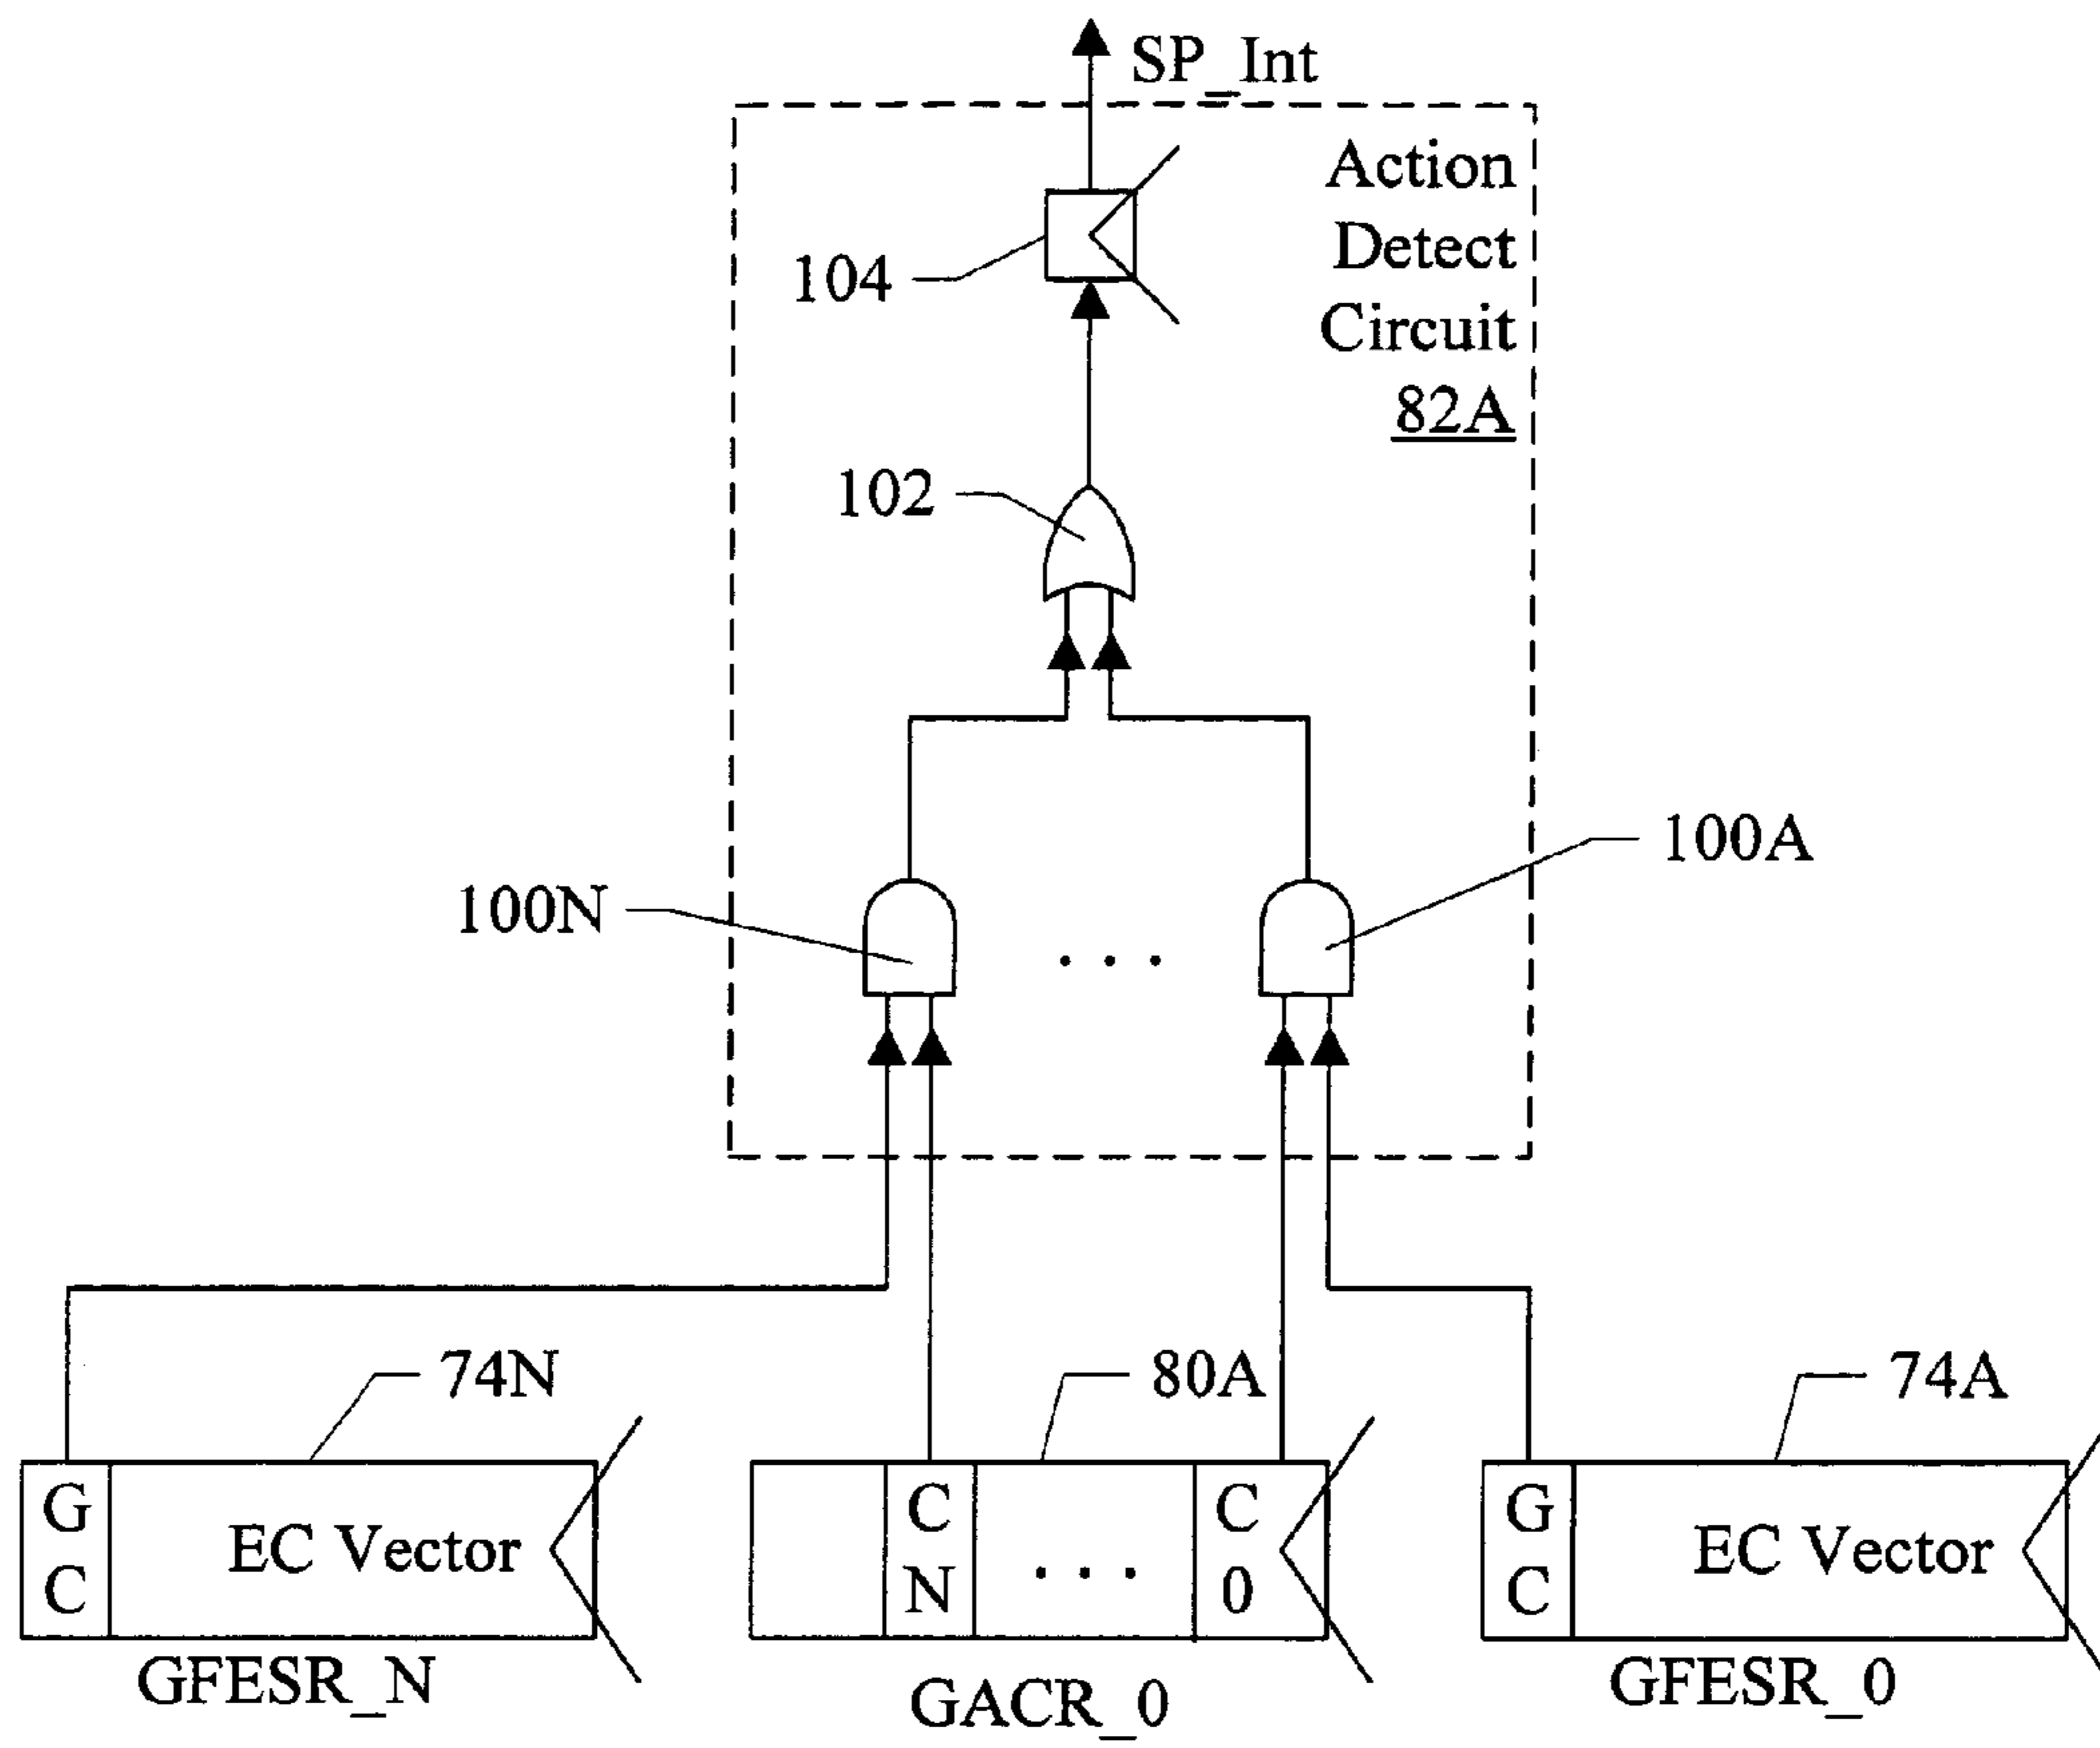 SP_Int
Action
Detect
Circuit
82A
104
102
100A
100N
. . .
74N
80A
74A
G
C
EC Vector
C
N
. . .
C
0
G
C
EC Vector
GFESR_N
GACR_0
GFESR_0